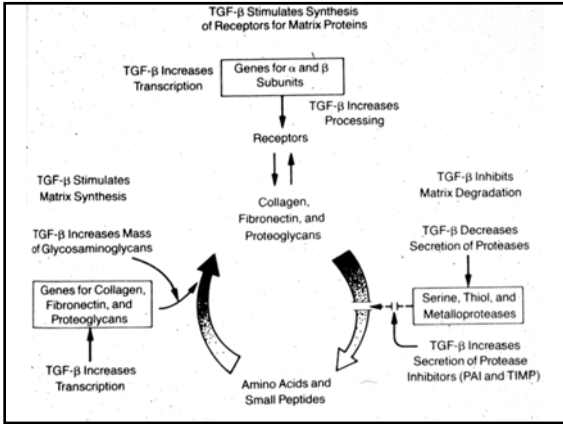 TGF-β Stimulates Synthesis
of Receptors for Matrix Proteins
TGF-β Increases
Transcription
Genes for α and β
Subunits
TGF-β Increases
Processing
Receptors
TGF-β Stimulates
Matrix Synthesis
TGF-β Inhibits
Matrix Degradation
Collagen,
Fibronectin, and
Proteoglycans
TGF-β Increases Mass
of Glycosaminoglycans
TGF-β Decreases
Secretion of Proteases
Genes for Collagen,
Fibronectin, and
Proteoglycans
Serine, Thiol, and
Metalloproteases
TGF-β Increases
Transcription
TGF-β Increases
Secretion of Protease
Inhibitors (PAI and TIMP)
Amino Acids and
Small Peptides